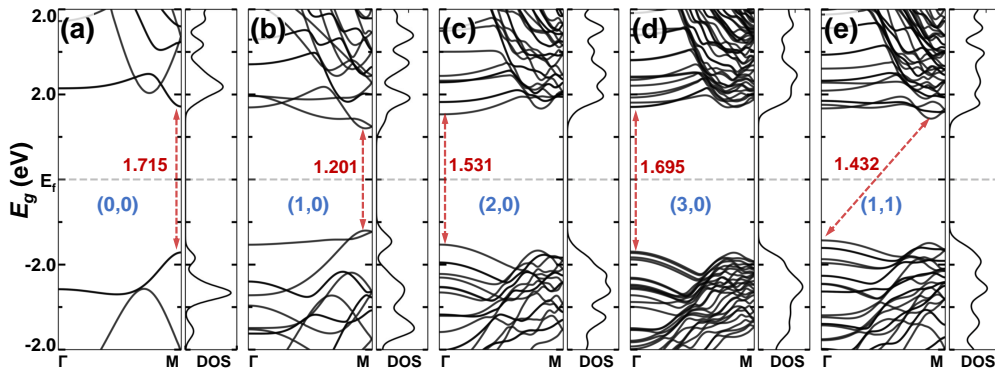 (a) (b) (c) (d) (e)
2.0
2.0
E_f
-2.0
-2.0
E_g (eV)
1.715 1.201 1.531 1.695 1.432
(0,0) (1,0) (2,0) (3,0) (1,1)
Γ M DOS Γ M DOS Γ M DOS Γ M DOS Γ M DOS